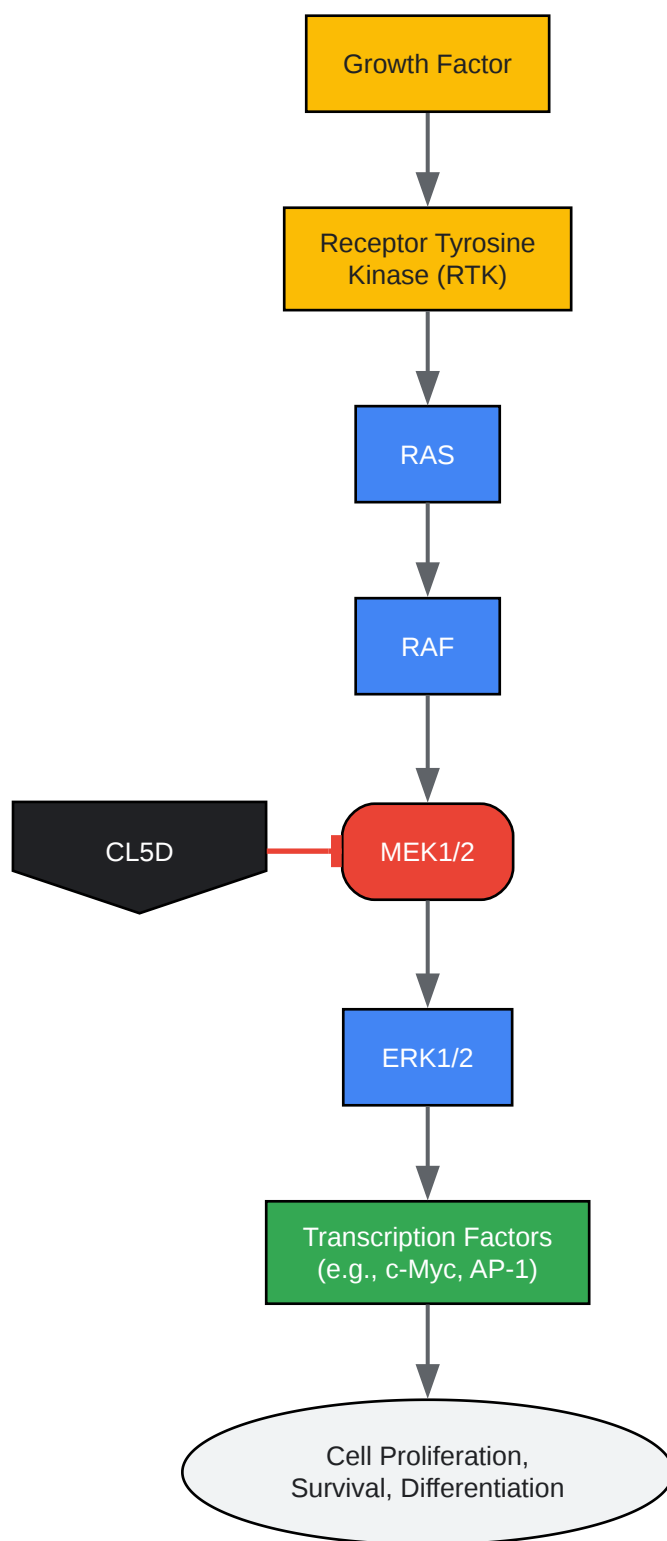 Growth Factor
Receptor Tyrosine
Kinase (RTK)
RAS
RAF
CL5D
MEK1/2
ERK1/2
Transcription Factors
(e.g., c-Myc, AP-1)
Cell Proliferation,
Survival, Differentiation